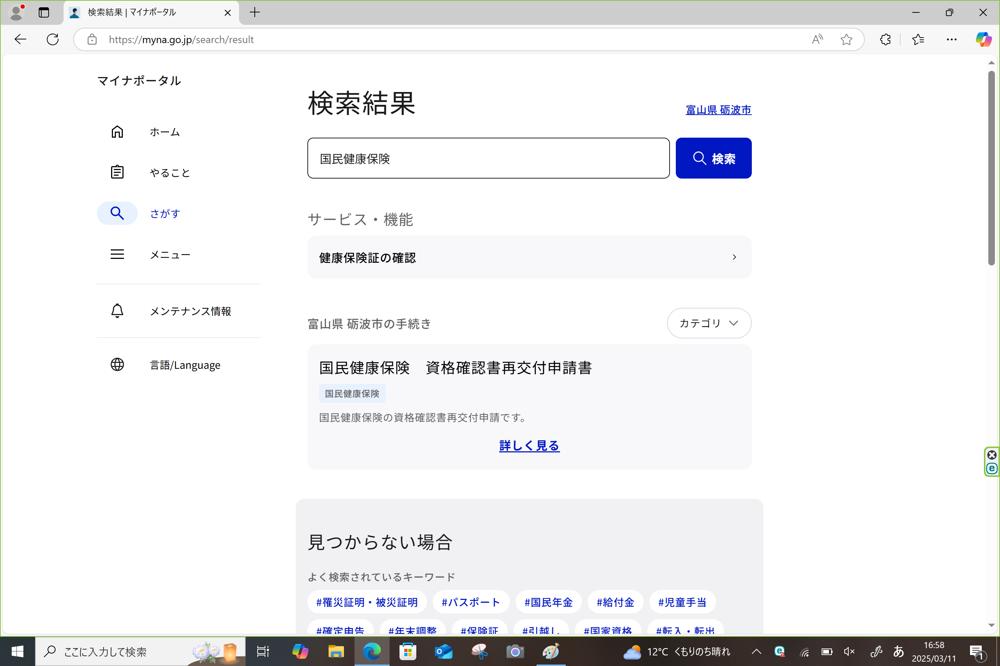 検索結果 | マイナポータル
https://myna.go.jp/search/result
マイナポータル
ホーム
やること
さがす
メニュー
メンテナンス情報
言語/Language
検索結果
富山県 砺波市
国民健康保険
検索
サービス・機能
健康保険証の確認
富山県 砺波市の手続き
カテゴリ
国民健康保険　資格確認書再交付申請書
国民健康保険
国民健康保険の資格確認書再交付申請です。
詳しく見る
見つからない場合
よく検索されているキーワード
#罹災証明・被災証明 #パスポート #国民年金 #給付金 #児童手当
#確定申告 #年末調整 #保険証 #引越し #国家資格 #転入・転出
ここに入力して検索
12°C くもりのち晴れ
あ
16:58
2025/03/11
1